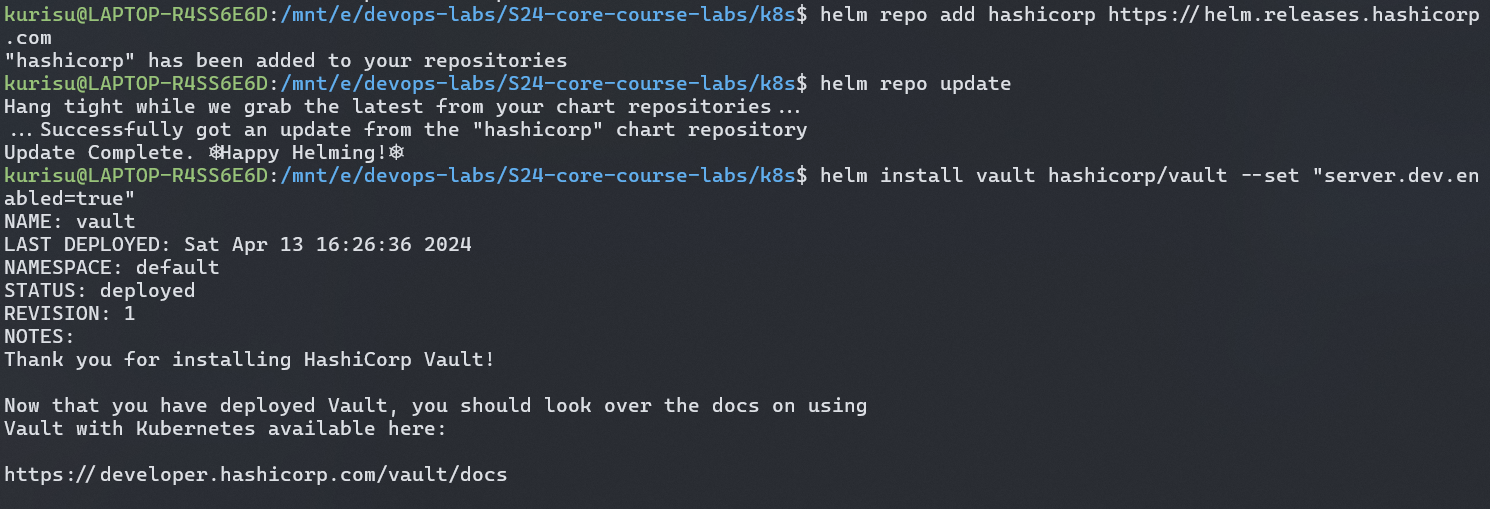 kurisu@LAPTOP-R4SS6E6D:/mnt/e/devops-labs/S24-core-course-labs/k8s$ helm repo add hashicorp https://helm.releases.hashicorp
.com
"hashicorp" has been added to your repositories
kurisu@LAPTOP-R4SS6E6D:/mnt/e/devops-labs/S24-core-course-labs/k8s$ helm repo update
Hang tight while we grab the latest from your chart repositories...
...Successfully got an update from the "hashicorp" chart repository
Update Complete. ⎈Happy Helming!⎈
kurisu@LAPTOP-R4SS6E6D:/mnt/e/devops-labs/S24-core-course-labs/k8s$ helm install vault hashicorp/vault --set "server.dev.en
abled=true"
NAME: vault
LAST DEPLOYED: Sat Apr 13 16:26:36 2024
NAMESPACE: default
STATUS: deployed
REVISION: 1
NOTES:
Thank you for installing HashiCorp Vault!

Now that you have deployed Vault, you should look over the docs on using
Vault with Kubernetes available here:

https://developer.hashicorp.com/vault/docs